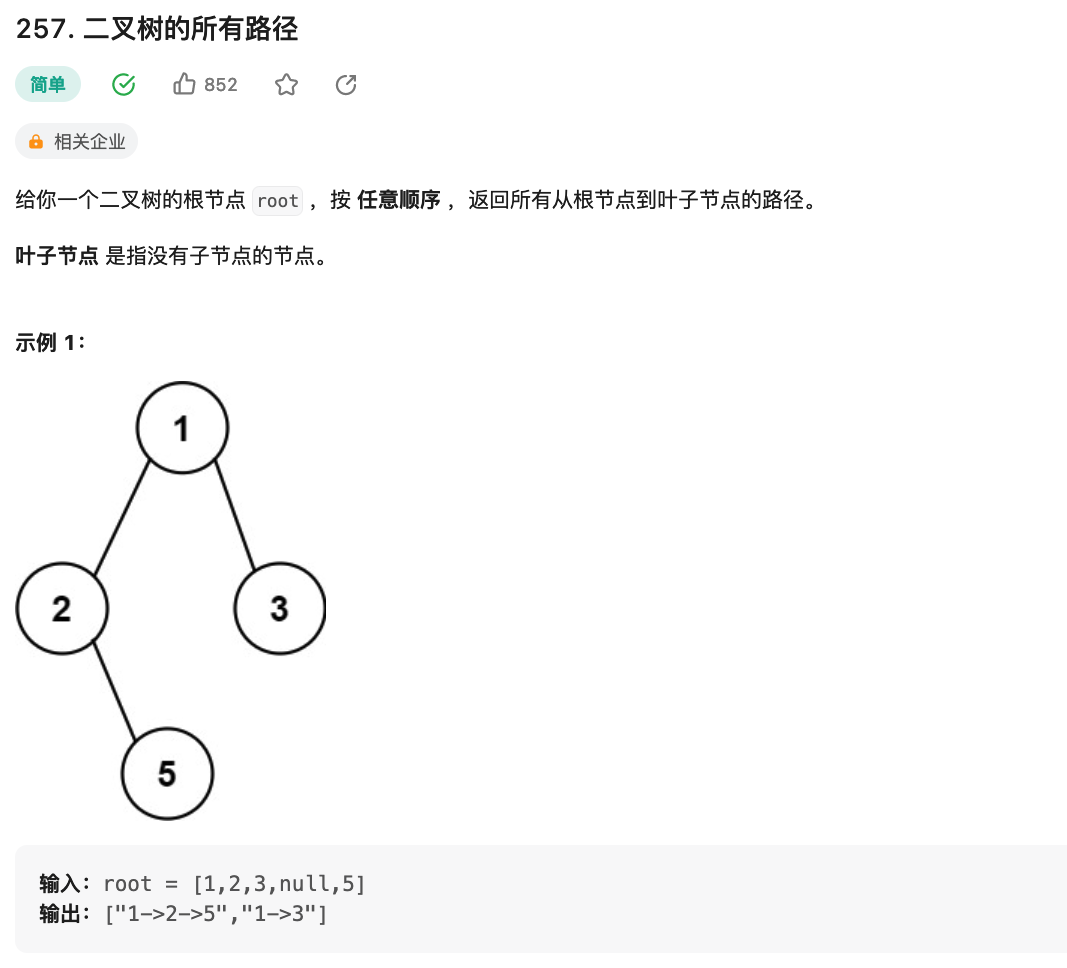 257. 二叉树的所有路径
简单 852
相关企业
给你一个二叉树的根节点 root ，按 任意顺序 ，返回所有从根节点到叶子节点的路径。
叶子节点 是指没有子节点的节点。
示例 1：
1
2 3
5
输入：root = [1,2,3,null,5]
输出：["1->2->5","1->3"]